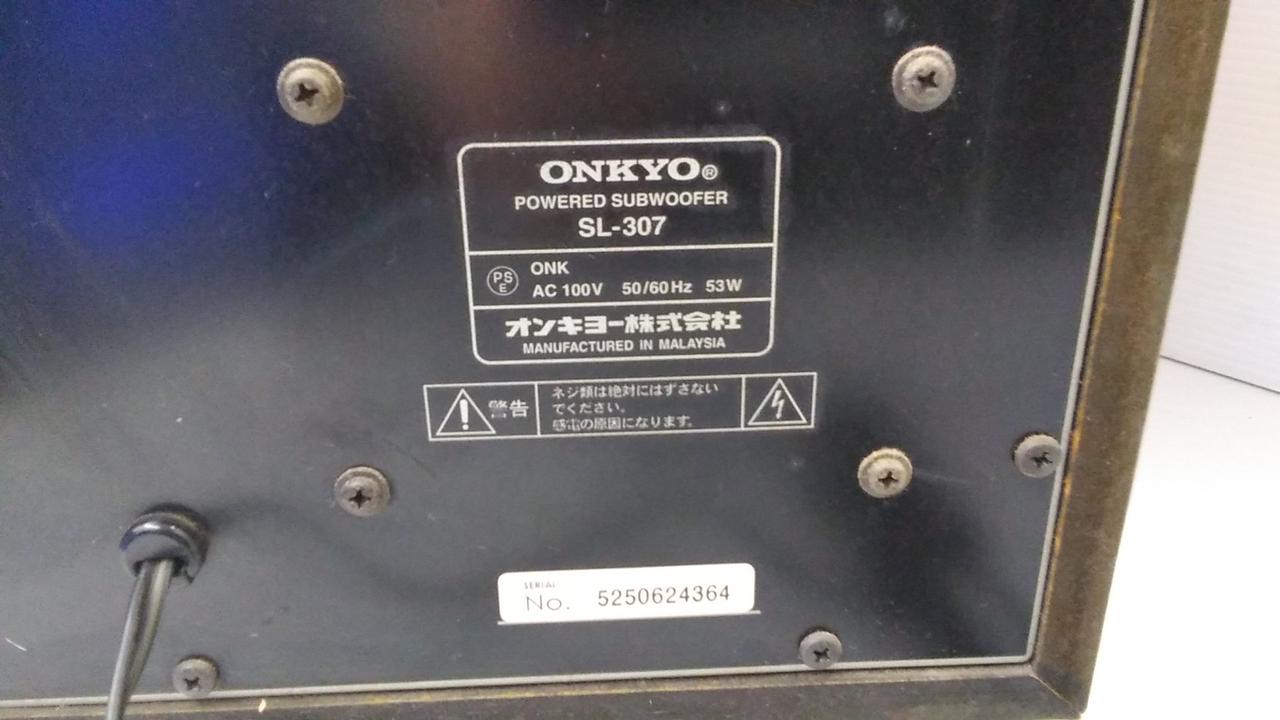 ONKYO®
POWERED SUBWOOFER
SL-307
PS
E
ONK
AC 100V 50/60Hz 53W
オンキヨー株式会社
MANUFACTURED IN MALAYSIA
警告
ネジ類は絶対にはずさない
でください。
感電の原因になります。
SERIAL
No. 5250624364